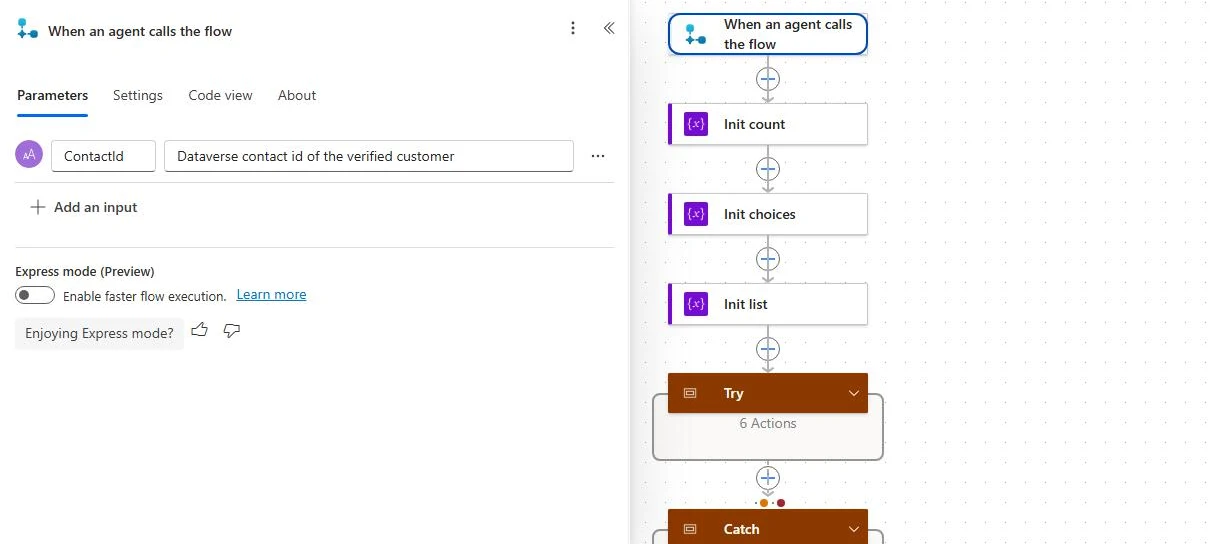 When an agent calls the flow
Parameters Settings Code view About
AA ContactId Dataverse contact id of the verified customer
Add an input
Express mode (Preview)
Enable faster flow execution. Learn more
Enjoying Express mode?
When an agent calls
the flow
{x} Init count
{x} Init choices
{x} Init list
Try
6 Actions
Catch